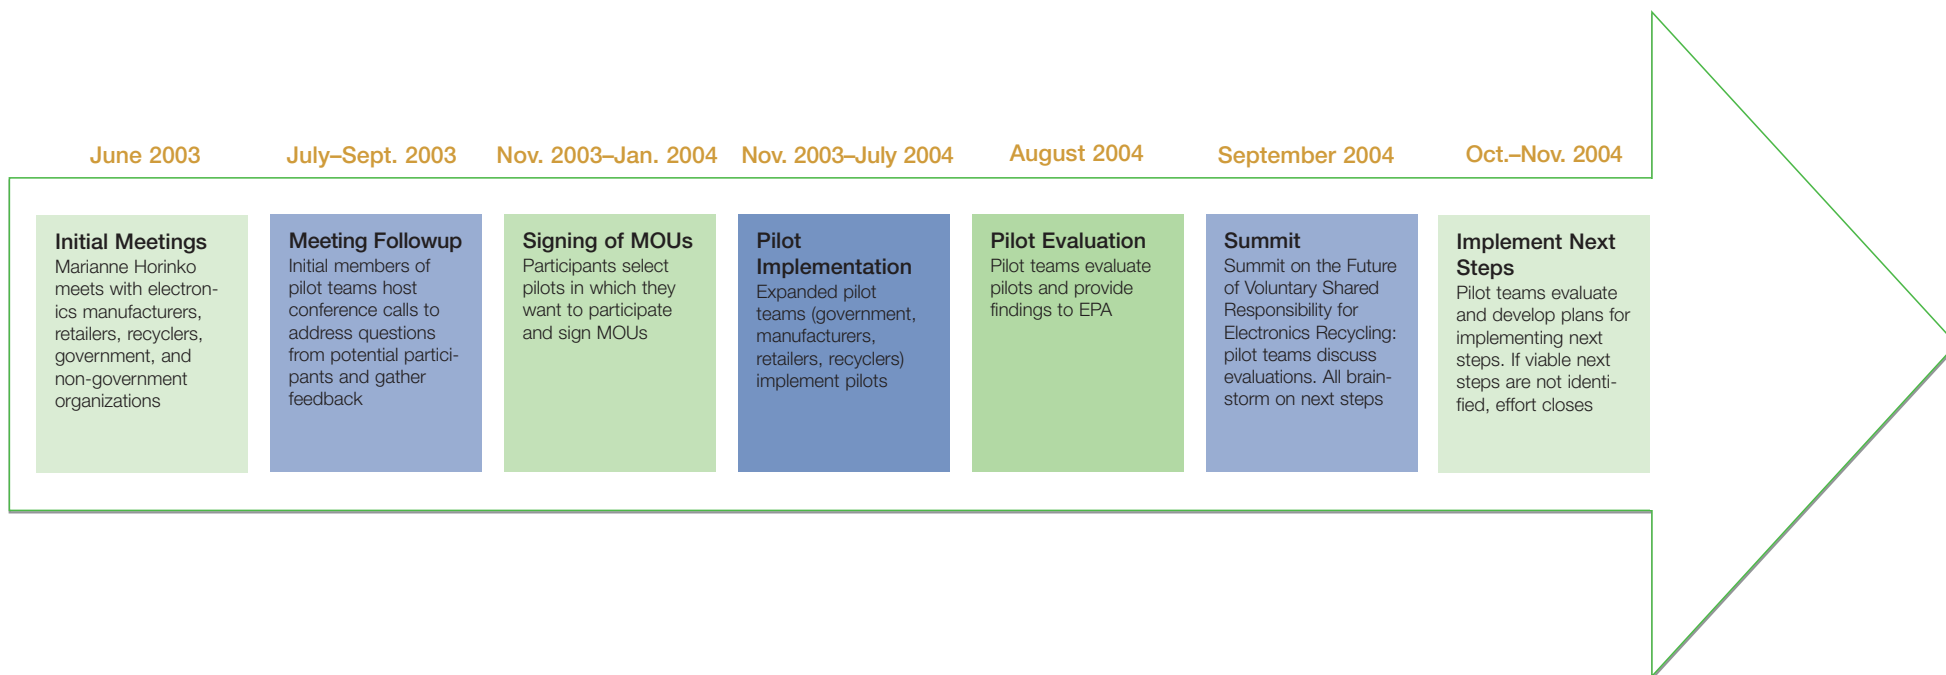 June 2003
July–Sept. 2003
Nov. 2003–Jan. 2004
Nov. 2003–July 2004
August 2004
September 2004
Oct.–Nov. 2004
Initial Meetings
Marianne Horinko
meets with electron-
ics manufacturers,
retailers, recyclers,
government, and
non-government
organizations
Meeting Followup
Initial members of
pilot teams host
conference calls to
address questions
from potential partici-
pants and gather
feedback
Signing of MOUs
Participants select
pilots in which they
want to participate
and sign MOUs
Pilot
Implementation
Expanded pilot
teams (government,
manufacturers,
retailers, recyclers)
implement pilots
Pilot Evaluation
Pilot teams evaluate
pilots and provide
findings to EPA
Summit
Summit on the Future
of Voluntary Shared
Responsibility for
Electronics Recycling:
pilot teams discuss
evaluations. All brain-
storm on next steps
Implement Next
Steps
Pilot teams evaluate
and develop plans for
implementing next
steps. If viable next
steps are not identi-
fied, effort closes